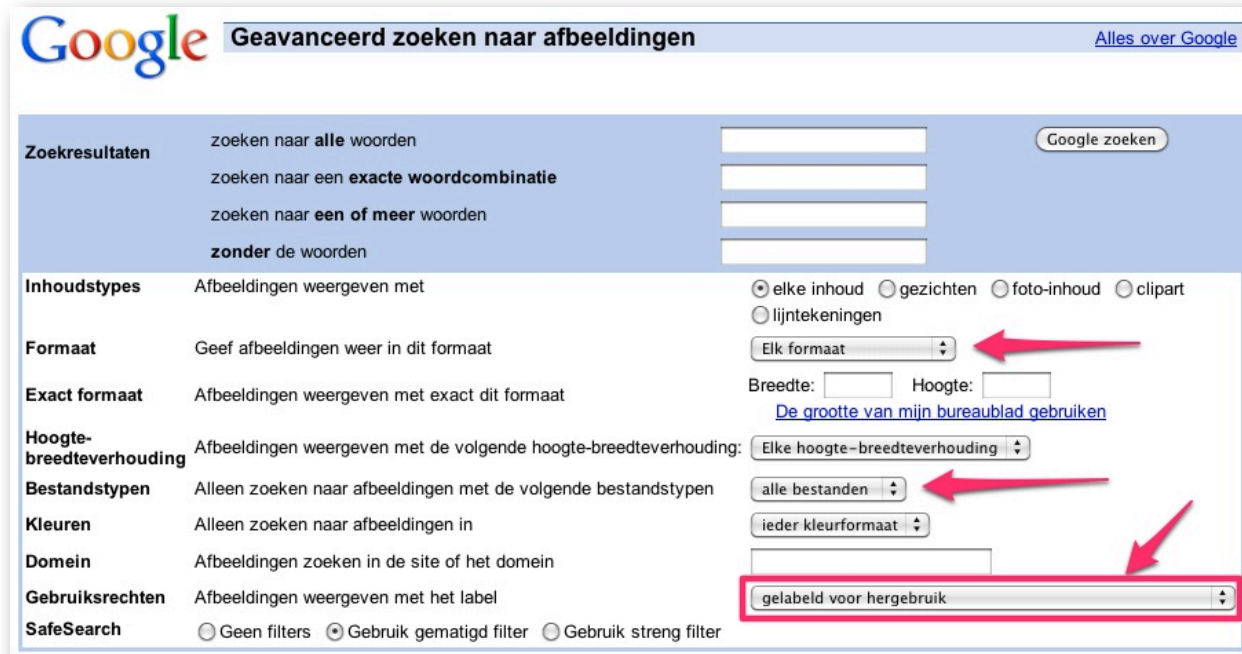 Google Geavanceerd zoeken naar afbeeldingen Alles over Google
Zoekresultaten zoeken naar alle woorden Google zoeken
zoeken naar een exacte woordcombinatie
zoeken naar een of meer woorden
zonder de woorden
Inhoudstypes Afbeeldingen weergeven met elke inhoud gezichten foto-inhoud clipart
lijntekeningen
Formaat Geef afbeeldingen weer in dit formaat Elk formaat
Exact formaat Afbeeldingen weergeven met exact dit formaat Breedte: Hoogte:
De grootte van mijn bureaublad gebruiken
Hoogte-
breedteverhouding Afbeeldingen weergeven met de volgende hoogte-breedteverhouding: Elke hoogte-breedteverhouding
Bestandstypen Alleen zoeken naar afbeeldingen met de volgende bestandstypen alle bestanden
Kleuren Alleen zoeken naar afbeeldingen in ieder kleurformaat
Domein Afbeeldingen zoeken in de site of het domein
Gebruiksrechten Afbeeldingen weergeven met het label gelabeld voor hergebruik
SafeSearch Geen filters Gebruik gematigd filter Gebruik streng filter